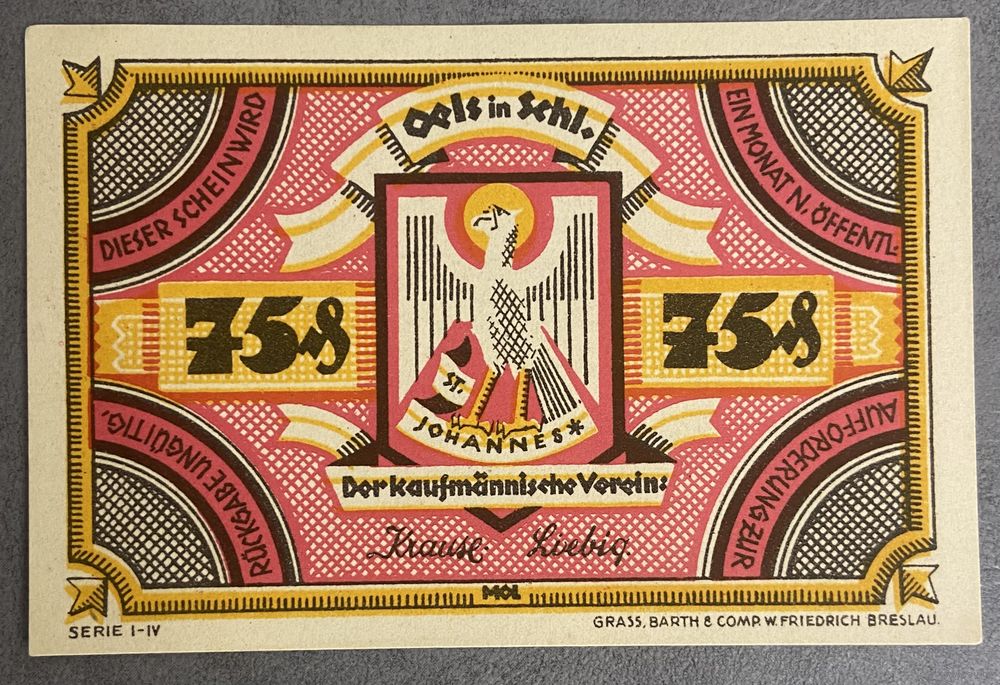 Oels in Schl.
DIESER SCHEIN WIRD
EIN MONAT N. ÖFFENTL.
AUFFORDERUNG ZUR
RÜCKGABE UNGÜLTIG.
75 ₰
75 ₰
ST.
JOHANNES*
Der kaufmännische Verein:
Krause. Liebig.
MOL
SERIE I-IV
GRASS, BARTH & COMP. W. FRIEDRICH BRESLAU.